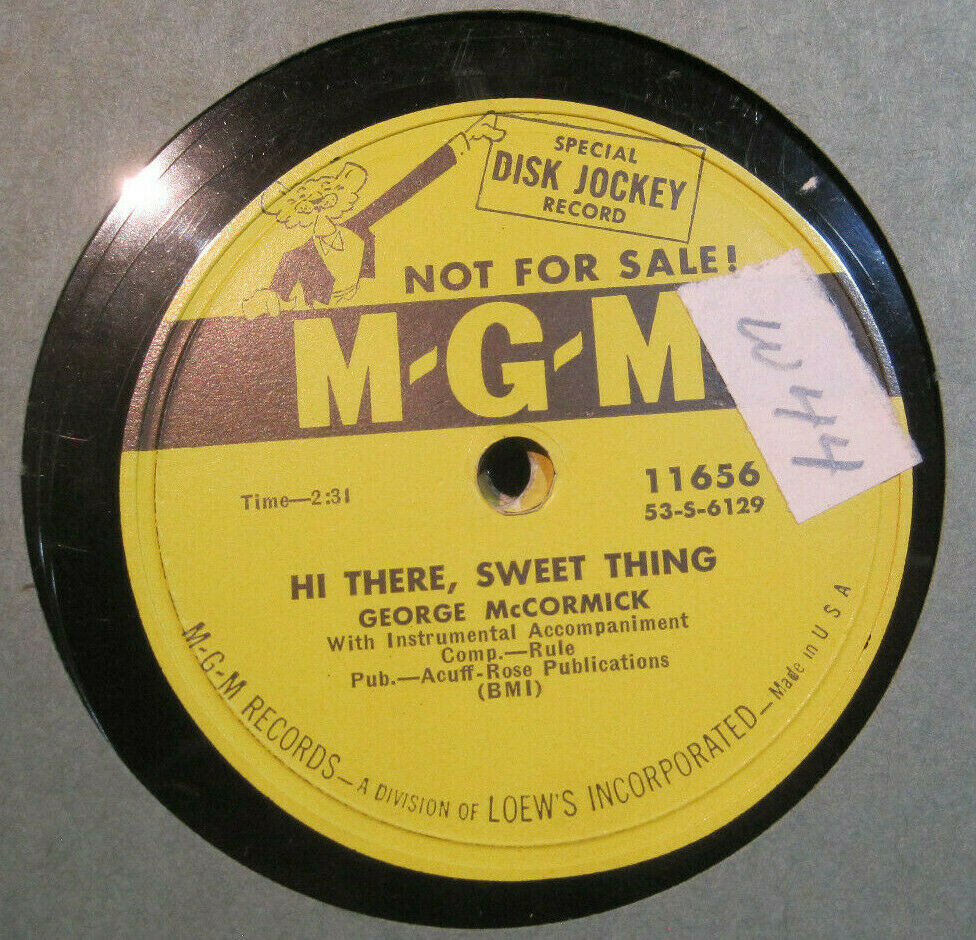 SPECIAL
DISK JOCKEY
RECORD
NOT FOR SALE!
M-G-M
Time—2:31
11656
53-S-6129
HI THERE, SWEET THING
GEORGE McCORMICK
With Instrumental Accompaniment
Comp.—Rule
Pub.—Acuff-Rose Publications
(BMI)
M-G-M RECORDS—A DIVISION OF LOEW'S INCORPORATED—Made in U S A